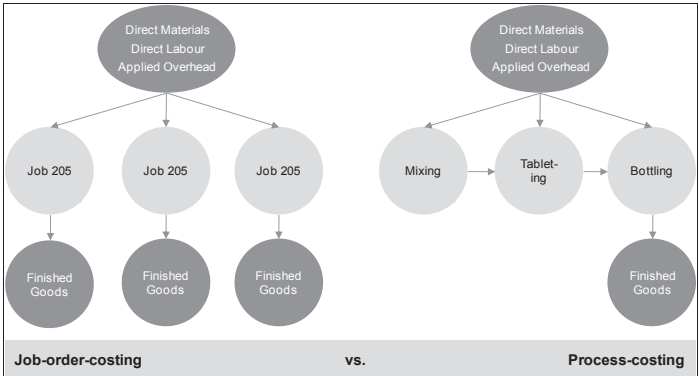 Direct Materials
Direct Labour
Applied Overhead
Job 205
Job 205
Job 205
Finished
Goods
Finished
Goods
Finished
Goods
Direct Materials
Direct Labour
Applied Overhead
Mixing
Tablet-
ing
Bottling
Finished
Goods
Job-order-costing vs. Process-costing